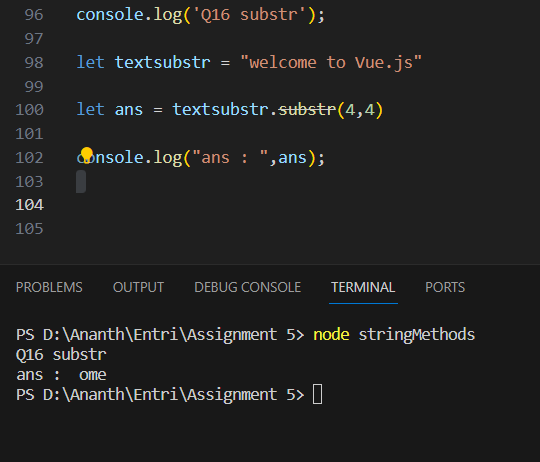 96 console.log('Q16 substr');
97
98 let textsubstr = "welcome to Vue.js"
99
100 let ans = textsubstr.substr(4,4)
101
102 console.log("ans : ",ans);
103
104
105
PROBLEMS OUTPUT DEBUG CONSOLE TERMINAL PORTS
PS D:\Ananth\Entri\Assignment 5> node stringMethods
Q16 substr
ans :  ome
PS D:\Ananth\Entri\Assignment 5>